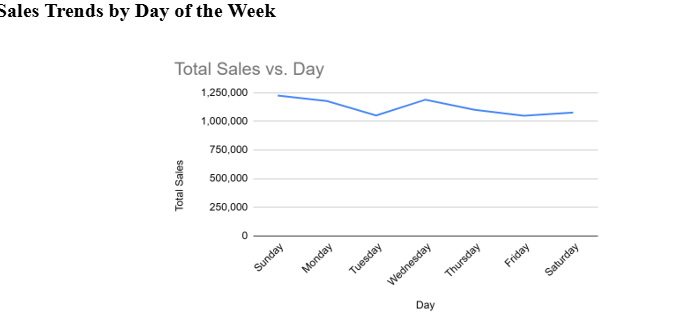 Sales Trends by Day of the Week
Total Sales vs. Day
1,250,000
1,000,000
750,000
500,000
250,000
0
Total Sales
Sunday
Monday
Tuesday
Wednesday
Thursday
Friday
Saturday
Day